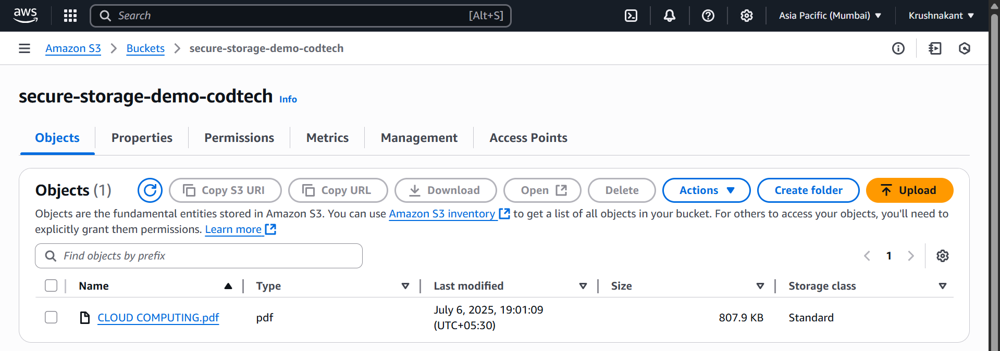 aws
Search [Alt+S]
Asia Pacific (Mumbai)
Krushnakant
Amazon S3 Buckets secure-storage-demo-codtech
secure-storage-demo-codtech Info
Objects Properties Permissions Metrics Management Access Points
Objects (1) Copy S3 URI Copy URL Download Open Delete Actions Create folder Upload
Objects are the fundamental entities stored in Amazon S3. You can use Amazon S3 inventory to get a list of all objects in your bucket. For others to access your objects, you'll need to
explicitly grant them permissions. Learn more
Find objects by prefix
1
Name Type Last modified Size Storage class
CLOUD COMPUTING.pdf pdf July 6, 2025, 19:01:09
(UTC+05:30) 807.9 KB Standard